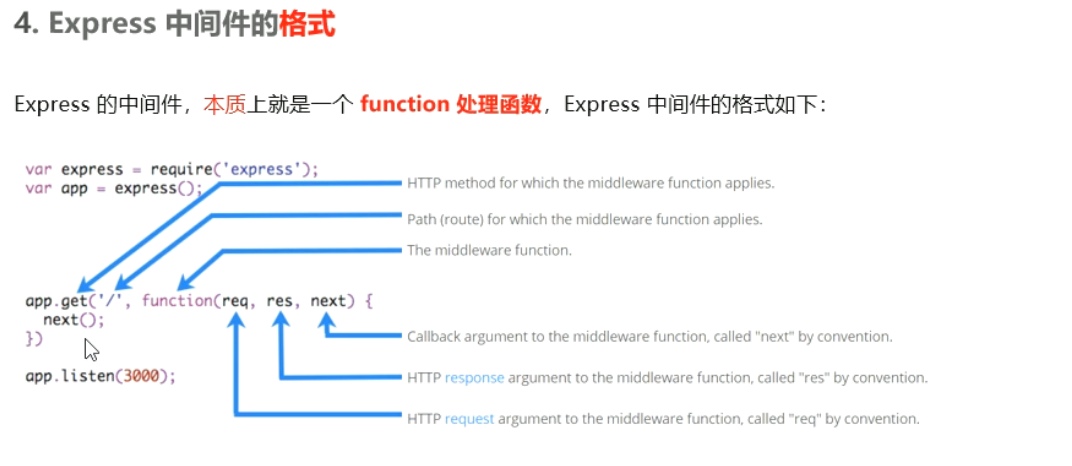 4. Express 中间件的格式
Express 的中间件，本质上就是一个 function 处理函数，Express 中间件的格式如下：
var express = require('express');
var app = express();
HTTP method for which the middleware function applies.
Path (route) for which the middleware function applies.
The middleware function.
app.get('/', function(req, res, next) {
next();
})
app.listen(3000);
Callback argument to the middleware function, called "next" by convention.
HTTP response argument to the middleware function, called "res" by convention.
HTTP request argument to the middleware function, called "req" by convention.